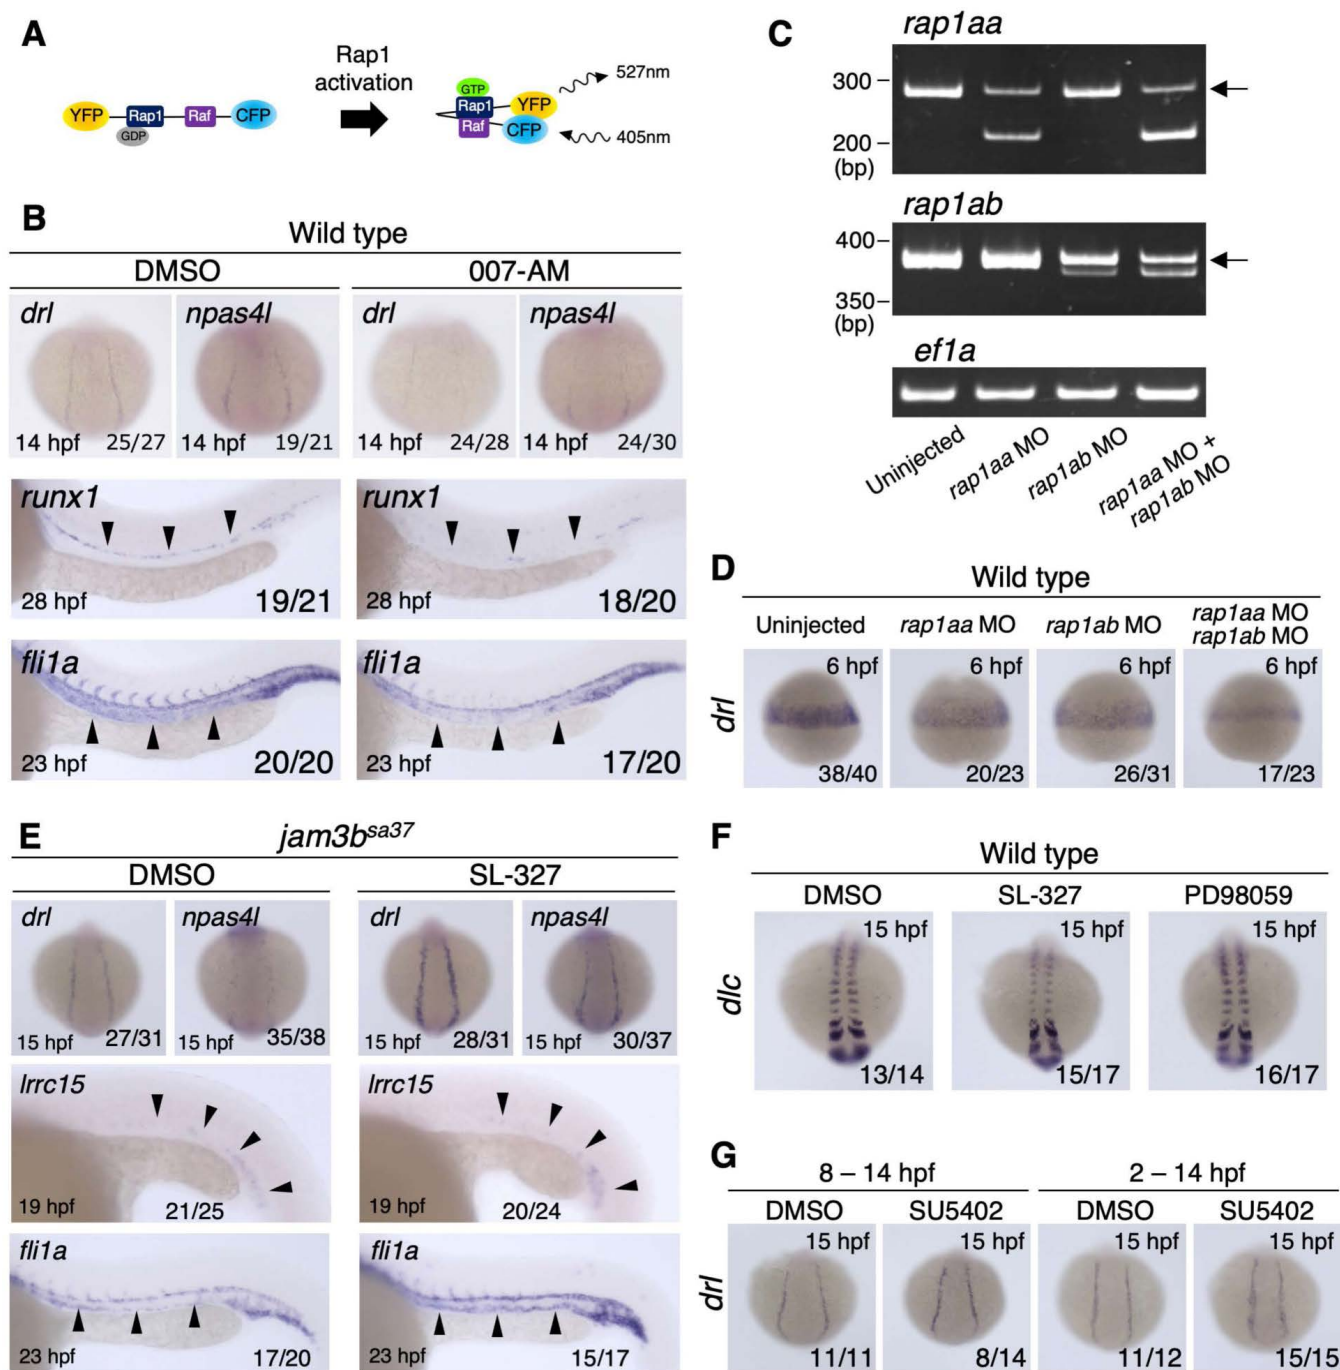 A
Rap1
activation
YFP
Rap1
Raf
CFP
GDP
GTP
Rap1
YFP
Raf
CFP
527nm
405nm
B
Wild type
DMSO
007-AM
drl
14 hpf 25/27
npas4l
14 hpf 19/21
drl
14 hpf 24/28
npas4l
14 hpf 24/30
runx1
28 hpf 19/21
28 hpf 18/20
fli1a
23 hpf 20/20
23 hpf 17/20
C
rap1aa
300
200
(bp)
rap1ab
400
350
(bp)
ef1a
Uninjected
rap1aa MO
rap1ab MO
rap1aa MO +
rap1ab MO
D
Wild type
Uninjected
rap1aa MO
rap1ab MO
rap1aa MO
rap1ab MO
drl
6 hpf
38/40
6 hpf
20/23
6 hpf
26/31
6 hpf
17/23
E
jam3bsa37
DMSO
SL-327
drl
15 hpf 27/31
npas4l
15 hpf 35/38
drl
15 hpf 28/31
npas4l
15 hpf 30/37
lrrc15
19 hpf 21/25
lrrc15
19 hpf 20/24
fli1a
23 hpf 17/20
fli1a
23 hpf 15/17
F
Wild type
DMSO
SL-327
PD98059
dlc
15 hpf
13/14
15 hpf
15/17
15 hpf
16/17
G
8 – 14 hpf
2 – 14 hpf
DMSO
SU5402
DMSO
SU5402
drl
15 hpf
11/11
15 hpf
8/14
15 hpf
11/12
15 hpf
15/15